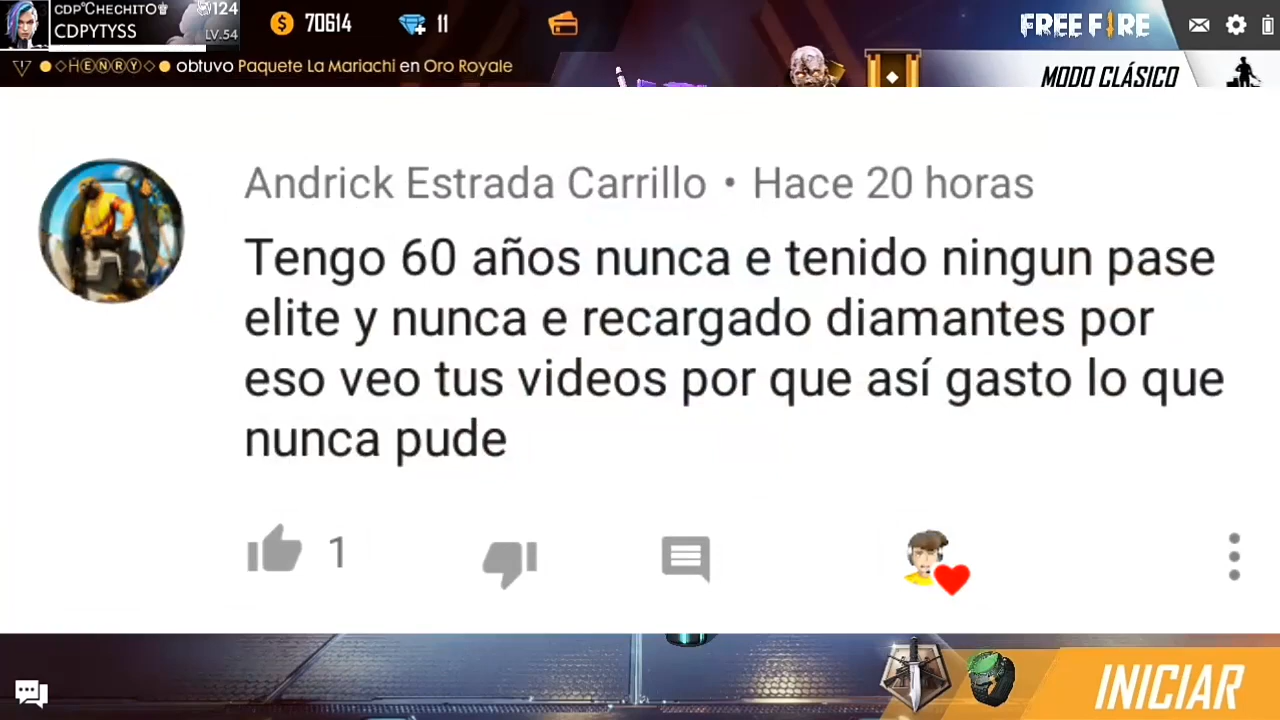 CDP°CHECHITO♕
124
CDPYTYSS
LV.54
70614
11
FREE FIRE
◇ⒽⒺⓃⓇⓎ◇ obtuvo Paquete La Mariachi en Oro Royale
MODO CLÁSICO
Andrick Estrada Carrillo • Hace 20 horas
Tengo 60 años nunca e tenido ningun pase
elite y nunca e recargado diamantes por
eso veo tus videos por que así gasto lo que
nunca pude
1
INICIAR